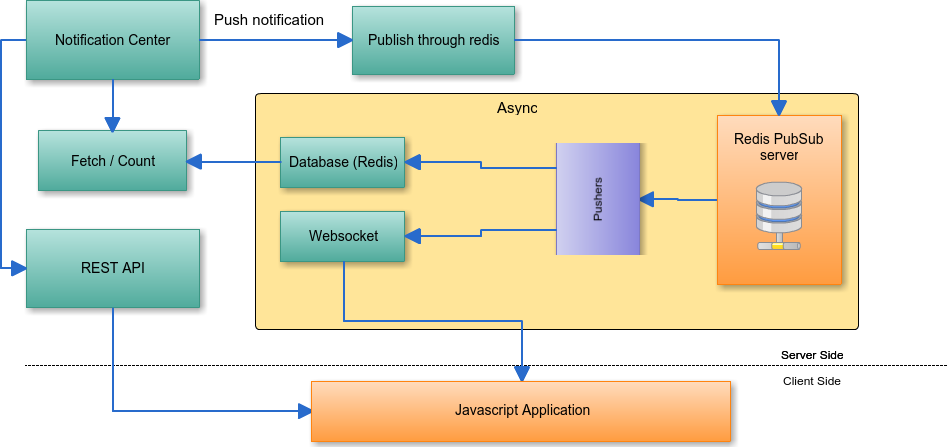 Push notification
Notification Center
Publish through redis
Async
Redis PubSub
server
Fetch / Count
Database (Redis)
Pushers
Websocket
REST API
Server Side
Client Side
Javascript Application